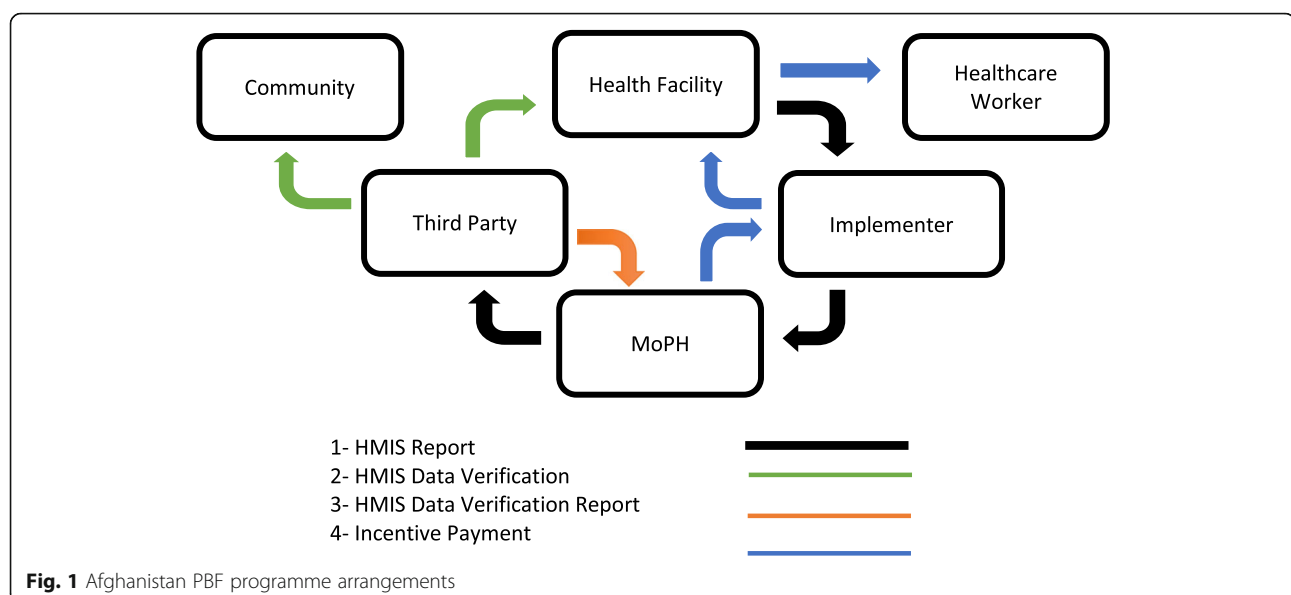 Community
Health Facility
Healthcare
Worker
Third Party
Implementer
MoPH
1- HMIS Report
2- HMIS Data Verification
3- HMIS Data Verification Report
4- Incentive Payment
Fig. 1 Afghanistan PBF programme arrangements